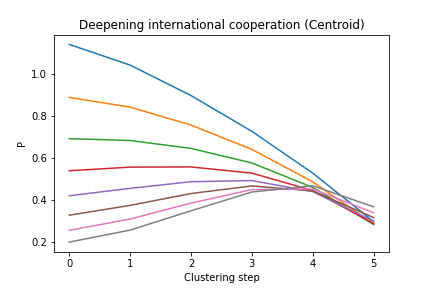 Deepening international cooperation (Centroid)
P
1.0
0.8
0.6
0.4
0.2
0 1 2 3 4 5
Clustering step